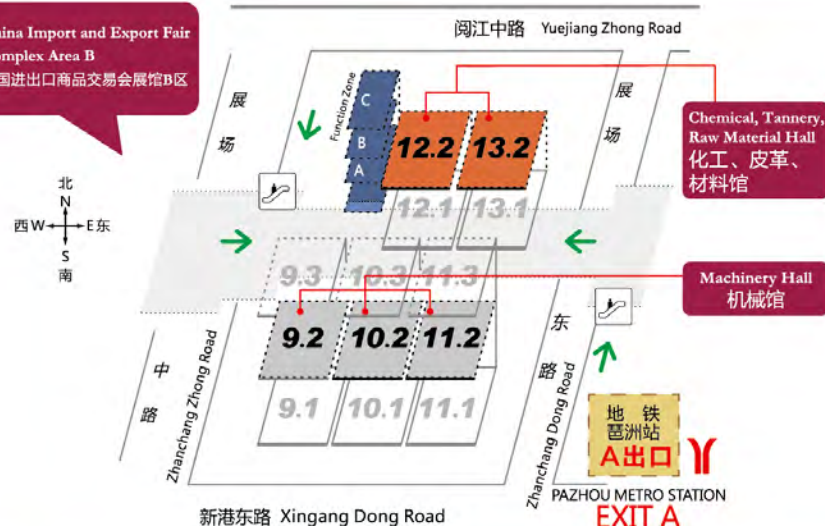 阅江中路 Yuejiang Zhong Road
China Import and Export Fair
Complex Area B
国进出口商品交易会展馆B区
展场
中路
Zhanchang Zhong Road
北
N
西W
E东
S
南
Function Zone
C
B
A
12.2
13.2
12.1
13.1
展场
东路
Zhanchang Dong Road
Chemical, Tannery,
Raw Material Hall
化工、皮革、
材料馆
9.3
10.3
11.3
9.2
10.2
11.2
9.1
10.1
11.1
Machinery Hall
机械馆
地 铁
琶洲站
A出口
PAZHOU METRO STATION
EXIT A
新港东路 Xingang Dong Road